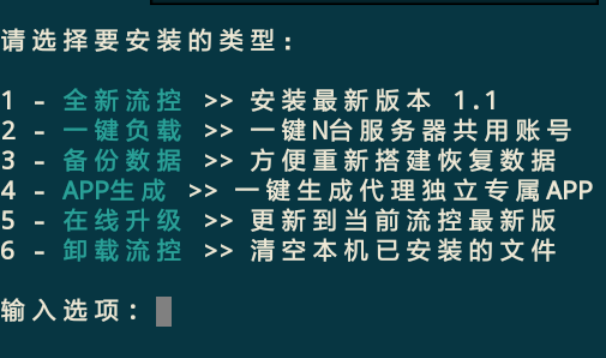 请选择要安装的类型:
1 - 全新流控 >> 安装最新版本 1.1
2 - 一键负载 >> 一键N台服务器共用账号
3 - 备份数据 >> 方便重新搭建恢复数据
4 - APP生成 >> 一键生成代理独立专属APP
5 - 在线升级 >> 更新到当前流控最新版
6 - 卸载流控 >> 清空本机已安装的文件
输入选项: